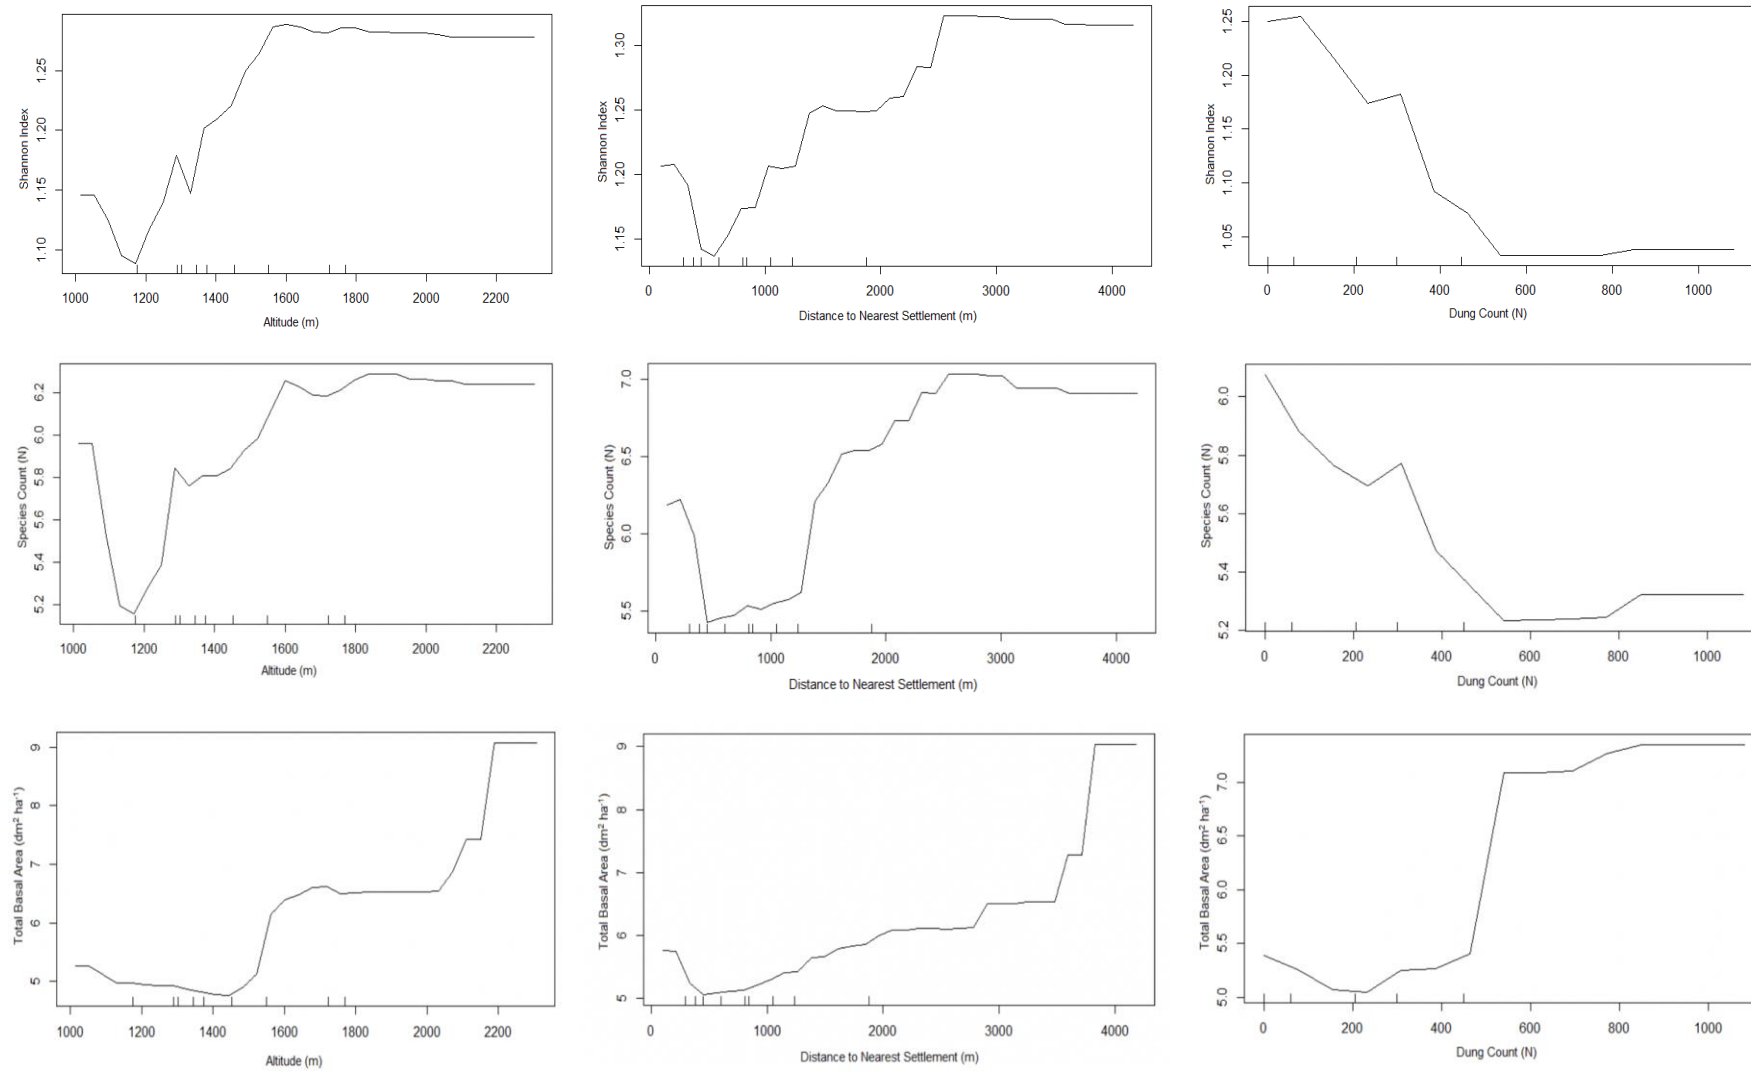 Shannon Index
1.10 1.15 1.20 1.25
1000 1200 1400 1600 1800 2000 2200
Altitude (m)
Shannon Index
1.15 1.20 1.25 1.30
0 1000 2000 3000 4000
Distance to Nearest Settlement (m)
Shannon Index
1.05 1.10 1.15 1.20 1.25
0 200 400 600 800 1000
Dung Count (N)
Species Count (N)
5.2 5.4 5.6 5.8 6.0 6.2
1000 1200 1400 1600 1800 2000 2200
Altitude (m)
Species Count (N)
5.5 6.0 6.5 7.0
0 1000 2000 3000 4000
Distance to Nearest Settlement (m)
Species Count (N)
5.2 5.4 5.6 5.8 6.0
0 200 400 600 800 1000
Dung Count (N)
Total Basal Area (dm² ha⁻¹)
5 6 7 8 9
1000 1200 1400 1600 1800 2000 2200
Altitude (m)
Total Basal Area (dm² ha⁻¹)
5 6 7 8 9
0 1000 2000 3000 4000
Distance to Nearest Settlement (m)
Total Basal Area (dm² ha⁻¹)
5.0 5.5 6.0 6.5 7.0
0 200 400 600 800 1000
Dung Count (N)